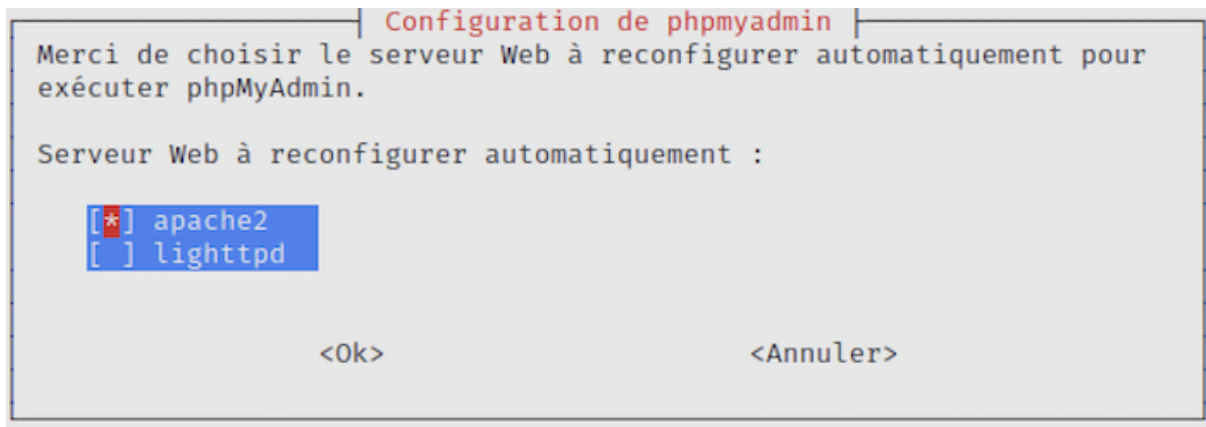 Configuration de phpmyadmin
Merci de choisir le serveur Web à reconfigurer automatiquement pour
exécuter phpMyAdmin.
Serveur Web à reconfigurer automatiquement :
[*] apache2
[ ] lighttpd
<Ok> <Annuler>